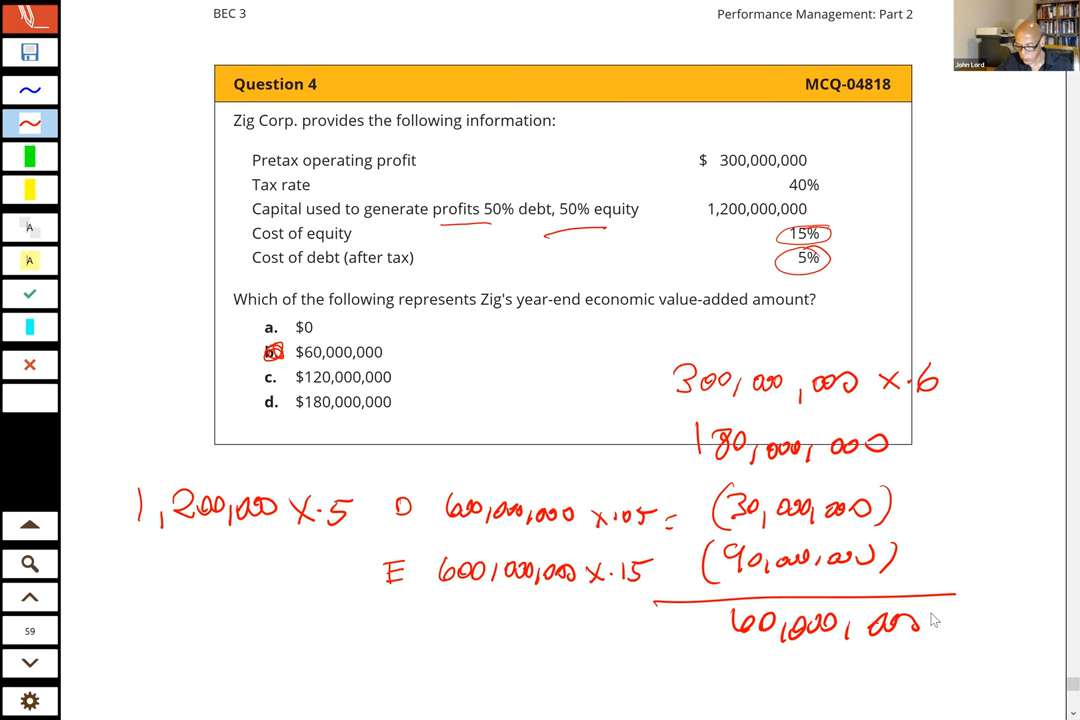 BEC 3 Performance Management: Part 2
John Lord
Question 4 MCQ-04818
Zig Corp. provides the following information:
Pretax operating profit $ 300,000,000
Tax rate 40%
Capital used to generate profits 50% debt, 50% equity 1,200,000,000
Cost of equity 15%
Cost of debt (after tax) 5%
Which of the following represents Zig's year-end economic value-added amount?
a. $0
b. $60,000,000
c. $120,000,000
d. $180,000,000
300,000,000 x .6
180,000,000
1,200,000 x .5 D 600,000,000 x .05 = (30,000,000)
E 600,000,000 x .15 (90,000,000)
60,000,000
A
A
59